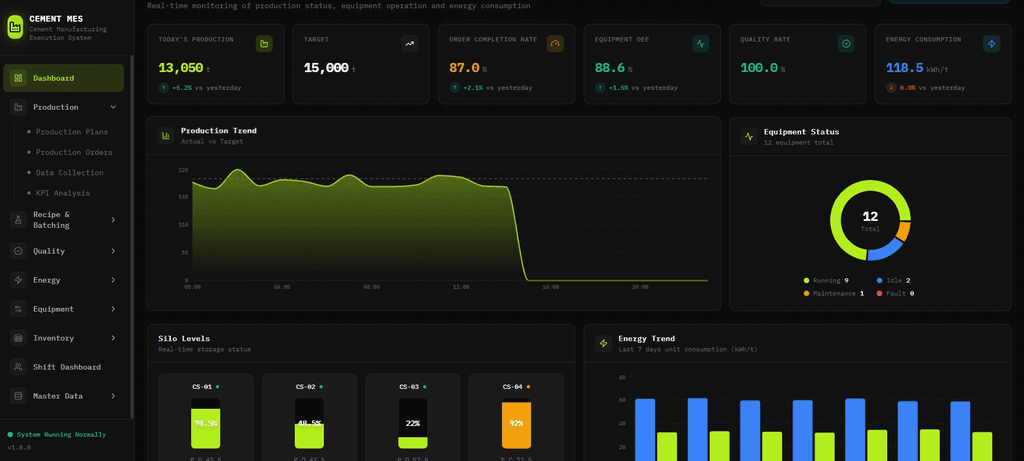 CEMENT MES
Cement Manufacturing
Execution System
Dashboard
Production
Production Plans
Production Orders
Data Collection
KPI Analysis
Recipe &
Batching
Quality
Energy
Equipment
Inventory
Shift Dashboard
Master Data
System Running Normally
v1.0.0
Real-time monitoring of production status, equipment operation and energy consumption
TODAY'S PRODUCTION
13,050 t
+5.2% vs yesterday
TARGET
15,000 t
ORDER COMPLETION RATE
87.0 %
+2.1% vs yesterday
EQUIPMENT OEE
88.6 %
+1.5% vs yesterday
QUALITY RATE
100.0 %
ENERGY CONSUMPTION
118.5 kWh/t
0.8% vs yesterday
Production Trend
Actual vs Target
220
165
110
55
0
00:00 04:00 08:00 12:00 16:00 20:00
Equipment Status
12 equipment total
12
Total
Running 9
Idle 2
Maintenance 1
Fault 0
Silo Levels
Real-time storage status
CS-01
78.5%
CS-02
48.5%
CS-03
22%
CS-04
92%
Energy Trend
Last 7 days unit consumption (kWh/t)
80
60
40
20